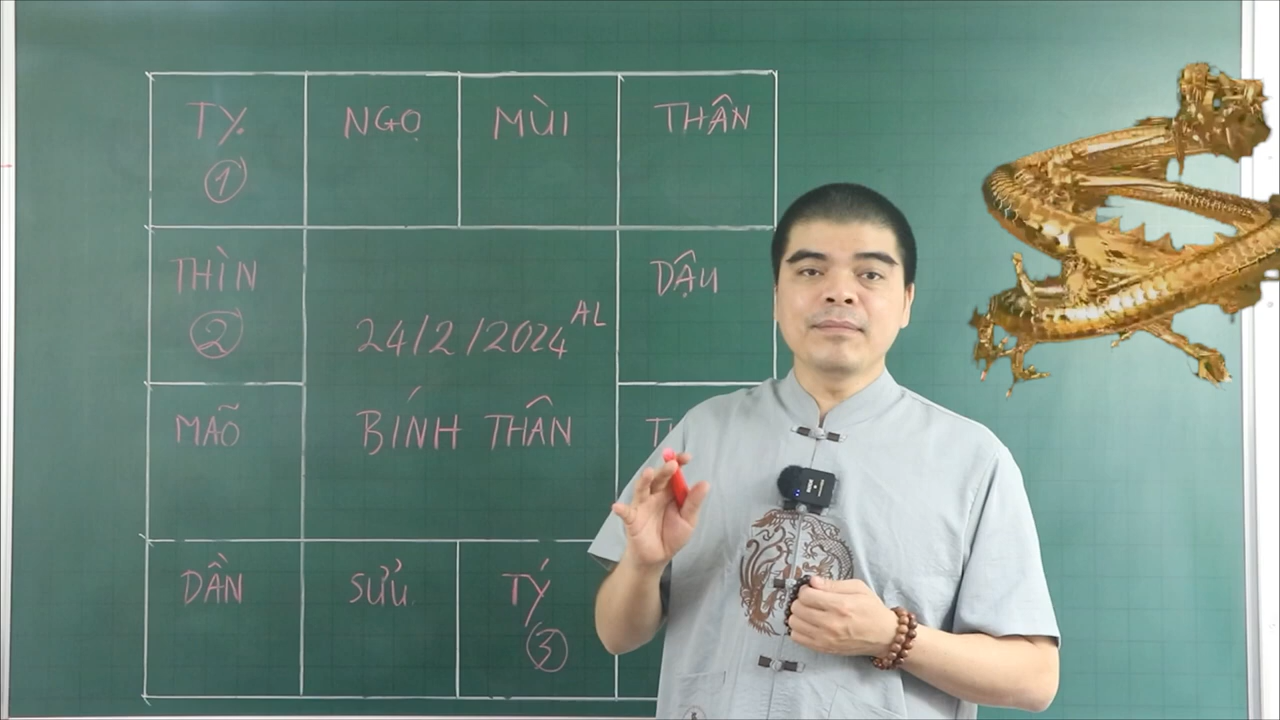 TỴ
NGỌ
MÙI
THÂN
1
THÌN
DẬU
2
24/2/2024 AL
MÃO
BÍNH THÂN
DẦN
SỬU
TÝ
3